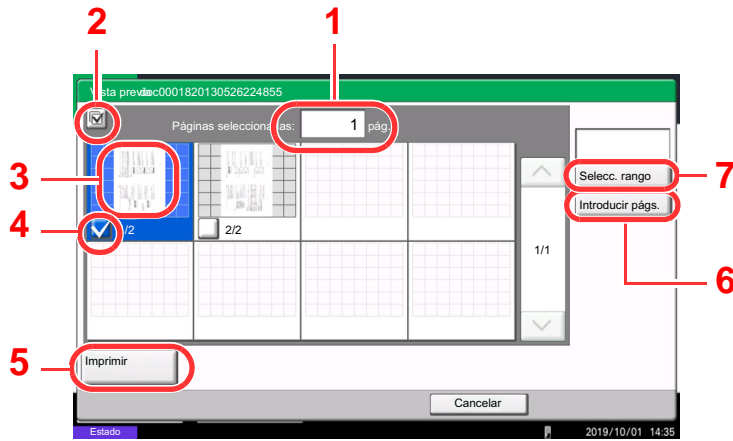 2
1
Vista previa:doc0001820130526224855
Páginas seleccionadas: 1 pág.
3
7
Selecc. rango
4
1/2
2/2
Introducir págs.
1/1
6
5
Imprimir
Cancelar
Estado
2019/10/01 14:35